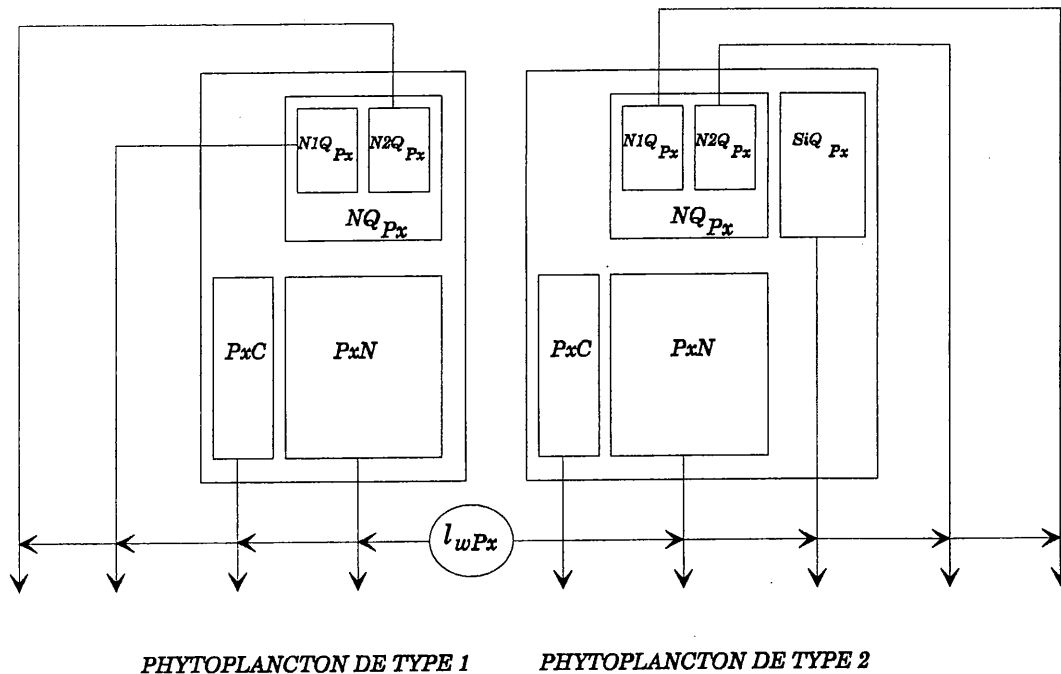 N1Q Px N2Q Px
NQ Px
PxC PxN
N1Q Px N2Q Px SiQ Px
NQ Px
PxC PxN
l wPx
PHYTOPLANCTON DE TYPE 1
PHYTOPLANCTON DE TYPE 2